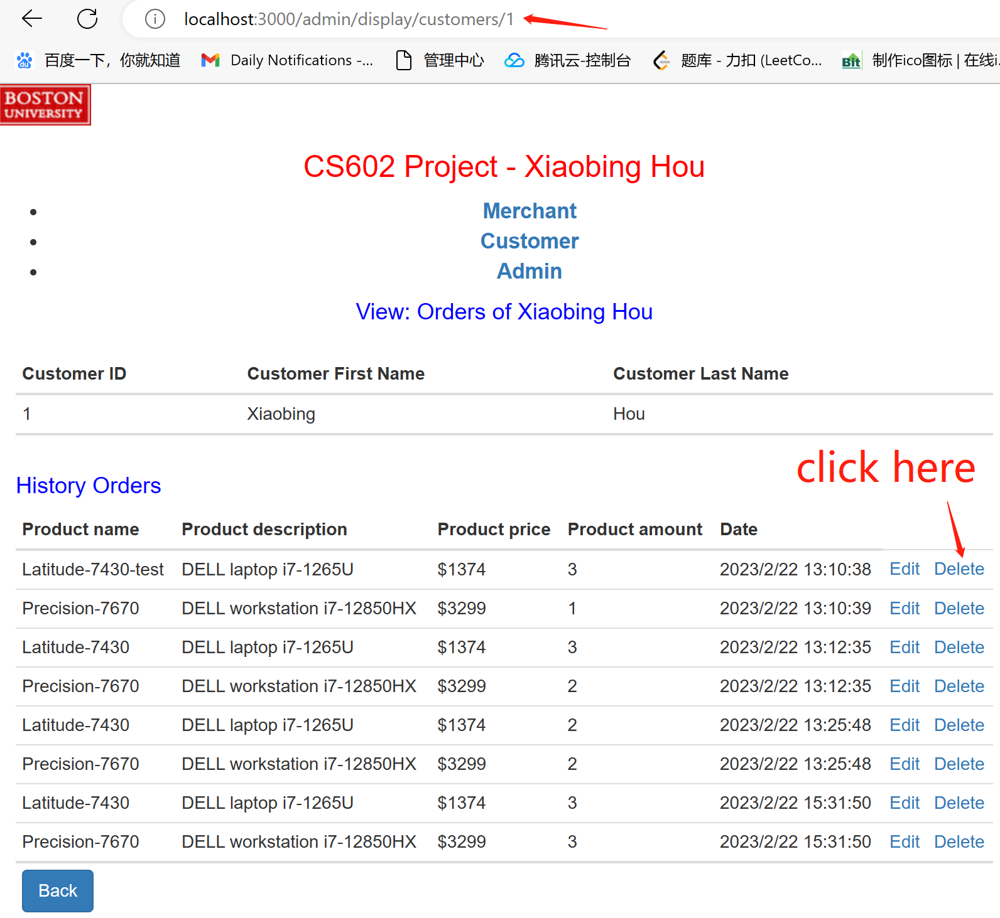 localhost:3000/admin/display/customers/1
百度一下，你就知道 Daily Notifications -... 管理中心 腾讯云-控制台 题库 - 力扣 (LeetCo... Bit 制作ico图标 | 在线i.
BOSTON
UNIVERSITY
CS602 Project - Xiaobing Hou
Merchant
Customer
Admin
View: Orders of Xiaobing Hou
Customer ID Customer First Name Customer Last Name
1 Xiaobing Hou
click here
History Orders
Product name Product description Product price Product amount Date
Latitude-7430-test DELL laptop i7-1265U $1374 3 2023/2/22 13:10:38 Edit Delete
Precision-7670 DELL workstation i7-12850HX $3299 1 2023/2/22 13:10:39 Edit Delete
Latitude-7430 DELL laptop i7-1265U $1374 3 2023/2/22 13:12:35 Edit Delete
Precision-7670 DELL workstation i7-12850HX $3299 2 2023/2/22 13:12:35 Edit Delete
Latitude-7430 DELL laptop i7-1265U $1374 2 2023/2/22 13:25:48 Edit Delete
Precision-7670 DELL workstation i7-12850HX $3299 2 2023/2/22 13:25:48 Edit Delete
Latitude-7430 DELL laptop i7-1265U $1374 3 2023/2/22 15:31:50 Edit Delete
Precision-7670 DELL workstation i7-12850HX $3299 3 2023/2/22 15:31:50 Edit Delete
Back